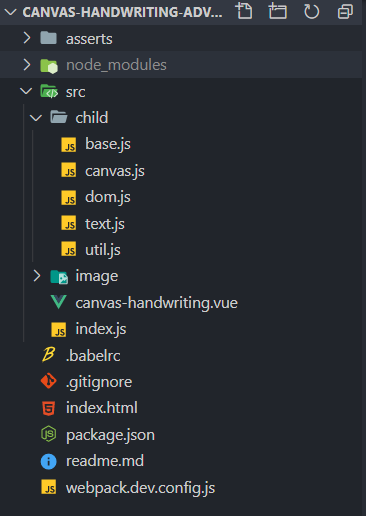 CANVAS-HANDWRITING-ADV...
asserts
node_modules
src
child
JS base.js
JS canvas.js
JS dom.js
JS text.js
JS util.js
image
canvas-handwriting.vue
JS index.js
.babelrc
.gitignore
index.html
package.json
readme.md
JS webpack.dev.config.js